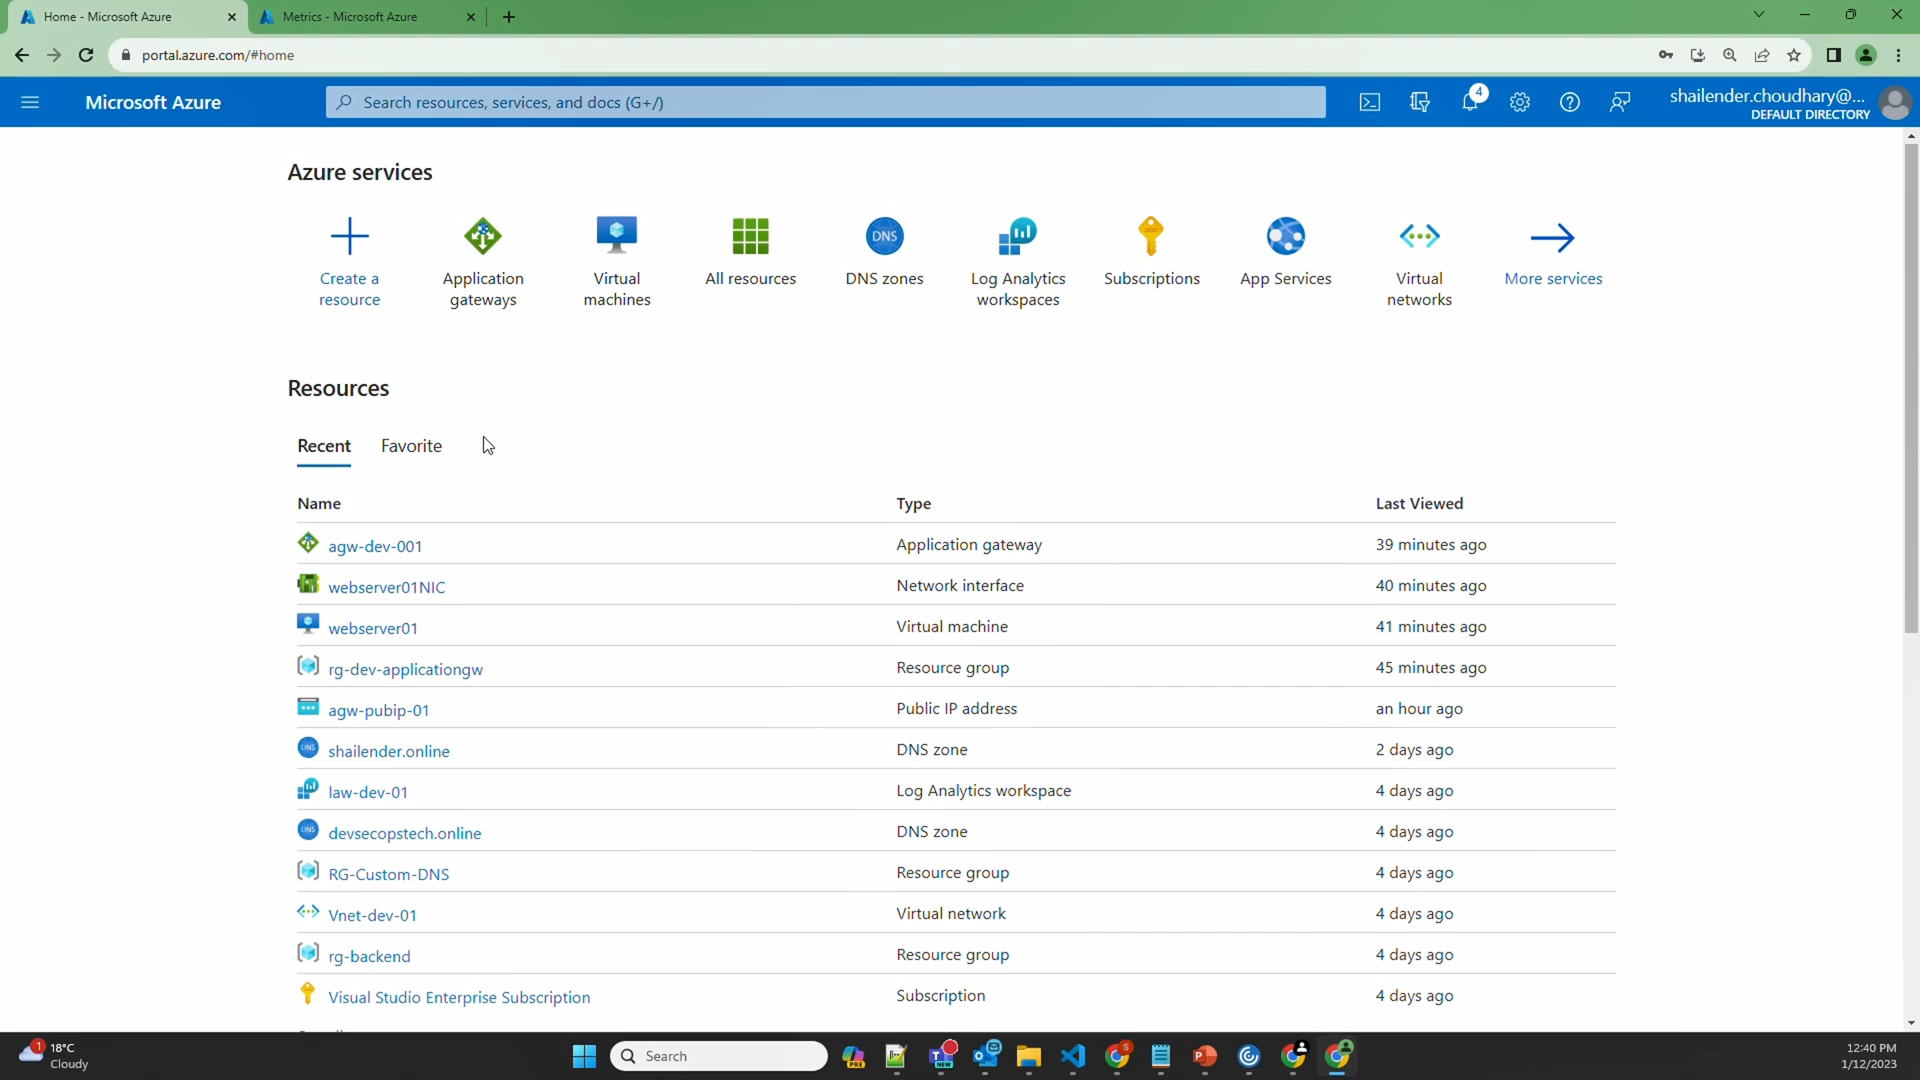 Home - Microsoft Azure
Metrics - Microsoft Azure
portal.azure.com/#home
Microsoft Azure
Search resources, services, and docs (G+/)
4
shailender.choudhary@...
DEFAULT DIRECTORY
Azure services
Create a
resource
Application
gateways
Virtual
machines
All resources
DNS
DNS zones
Log Analytics
workspaces
Subscriptions
App Services
Virtual
networks
More services
Resources
Recent Favorite
Name Type Last Viewed
agw-dev-001 Application gateway 39 minutes ago
webserver01NIC Network interface 40 minutes ago
webserver01 Virtual machine 41 minutes ago
rg-dev-applicationgw Resource group 45 minutes ago
agw-pubip-01 Public IP address an hour ago
DNS shailender.online DNS zone 2 days ago
law-dev-01 Log Analytics workspace 4 days ago
DNS devsecopstech.online DNS zone 4 days ago
RG-Custom-DNS Resource group 4 days ago
Vnet-dev-01 Virtual network 4 days ago
rg-backend Resource group 4 days ago
Visual Studio Enterprise Subscription Subscription 4 days ago
1
18°C
Cloudy
Search
PRE
NEW
S
12:40 PM
1/12/2023